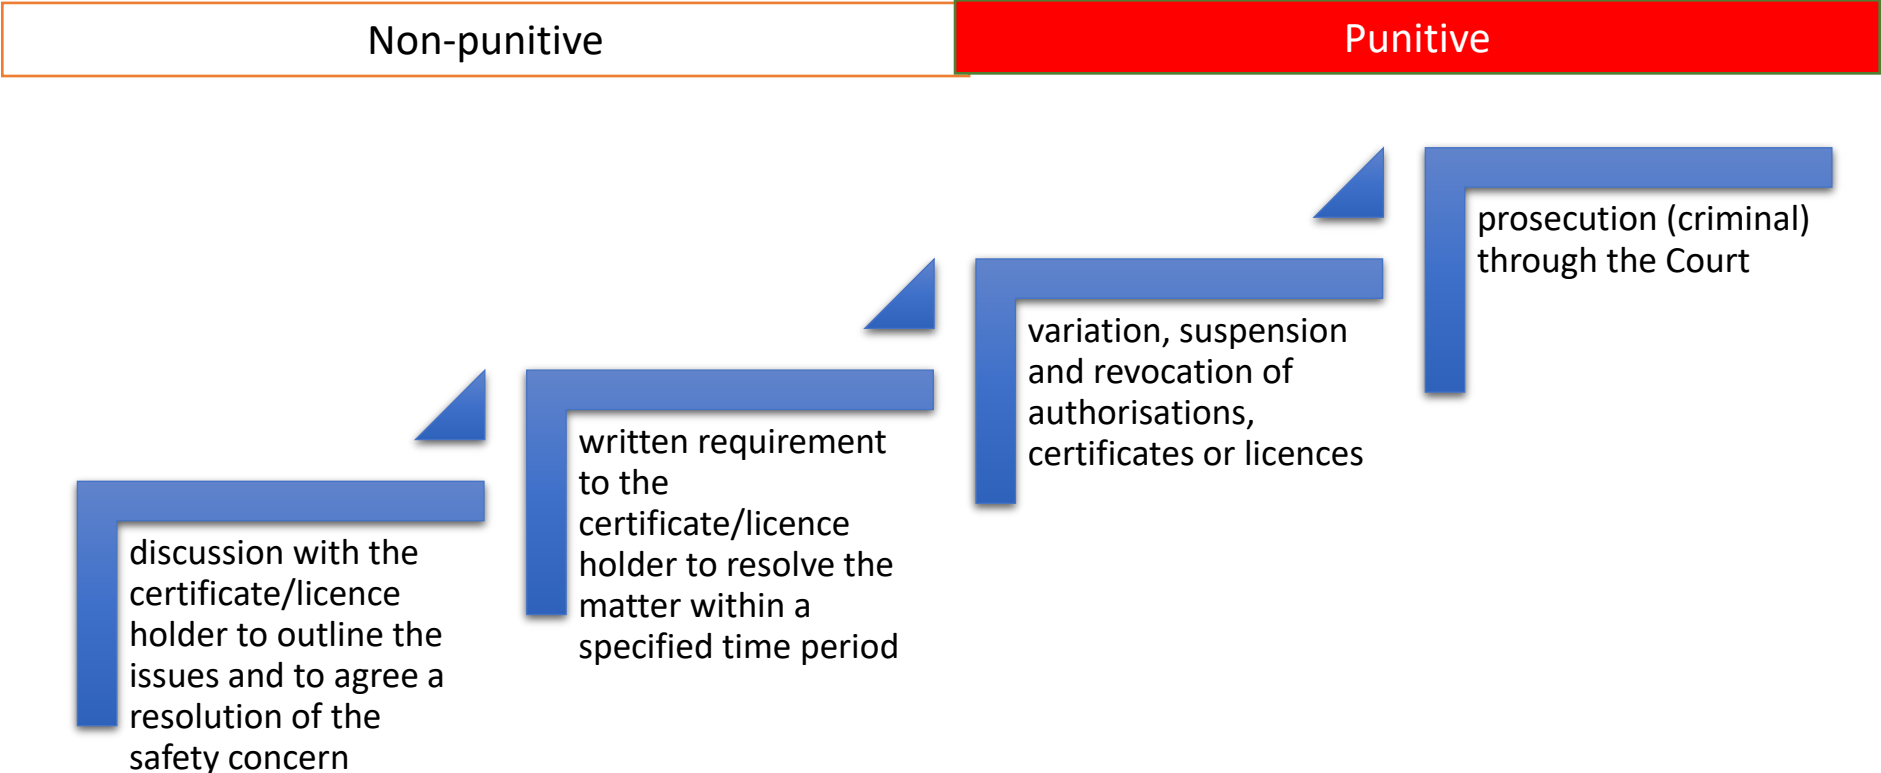 Non-punitive
Punitive
discussion with the
certificate/licence
holder to outline the
issues and to agree a
resolution of the
safety concern
written requirement
to the
certificate/licence
holder to resolve the
matter within a
specified time period
variation, suspension
and revocation of
authorisations,
certificates or licences
prosecution (criminal)
through the Court